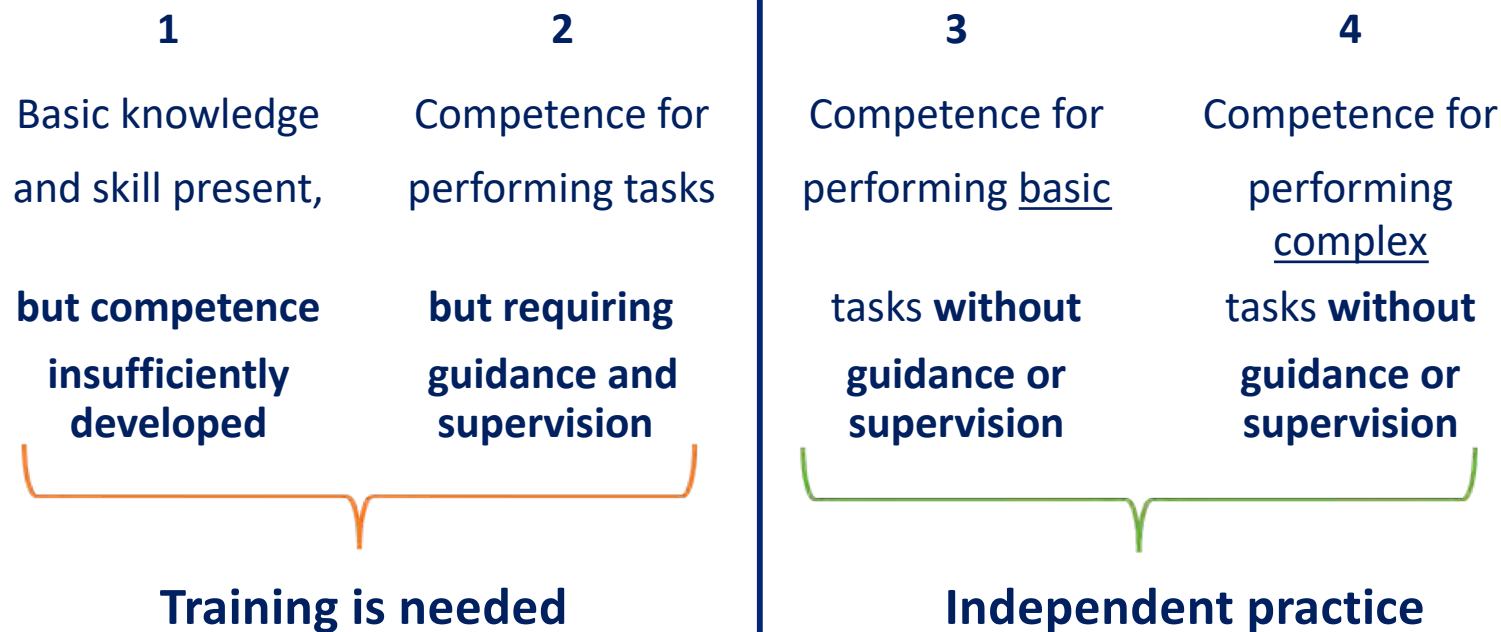 1
Basic knowledge
and skill present,
but competence
insufficiently
developed
2
Competence for
performing tasks
but requiring
guidance and
supervision
Training is needed
3
Competence for
performing basic
tasks without
guidance or
supervision
4
Competence for
performing
complex
tasks without
guidance or
supervision
Independent practice